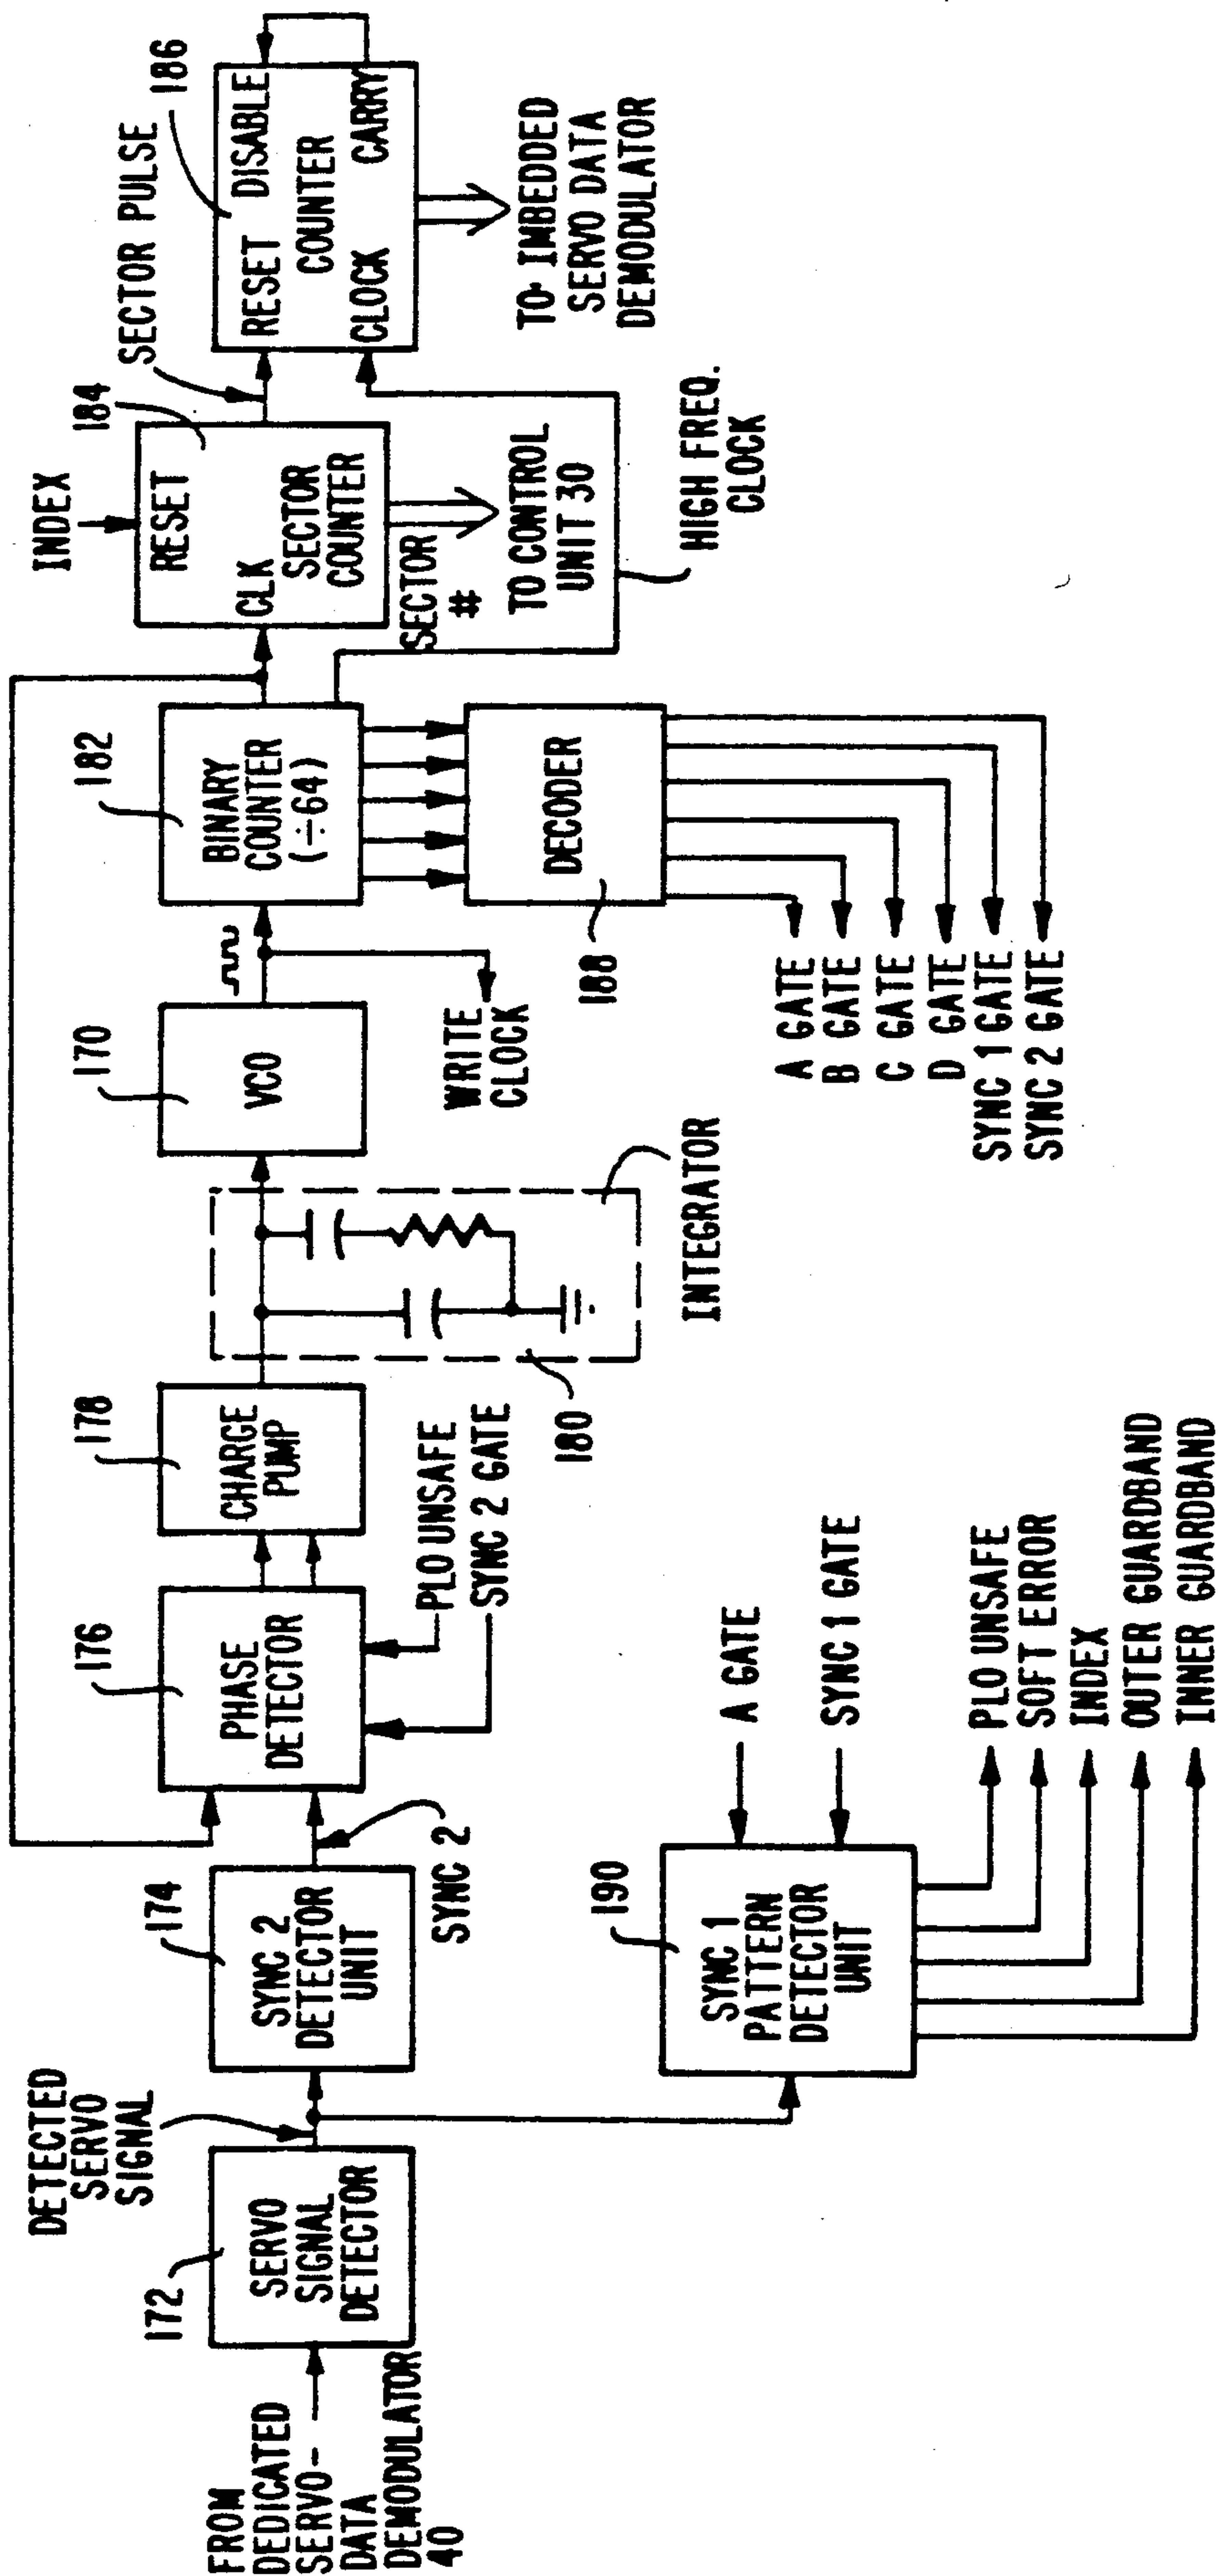 FROM
DEDICATED
SERVO-
DATA
DEMODULATOR
40
172
SERVO
SIGNAL
DETECTOR
DETECTED
SERVO
SIGNAL
174
SYNC 2
DETECTOR
UNIT
SYNC 2
176
PHASE
DETECTOR
PLO UNSAFE
SYNC 2 GATE
178
CHARGE
PUMP
180
INTEGRATOR
170
VCO
WRITE
CLOCK
182
BINARY
COUNTER
(÷64)
188
DECODER
A GATE
B GATE
C GATE
D GATE
SYNC 1 GATE
SYNC 2 GATE
INDEX
184
RESET
CLK
SECTOR
COUNTER
SECTOR
#
TO CONTROL
UNIT 30
HIGH FREQ.
CLOCK
SECTOR PULSE
186
RESET DISABLE
COUNTER
CLOCK CARRY
TO IMBEDDED
SERVO DATA
DEMODULATOR
190
SYNC 1
PATTERN
DETECTOR
UNIT
A GATE
SYNC 1 GATE
PLO UNSAFE
SOFT ERROR
INDEX
OUTER GUARDBAND
INNER GUARDBAND